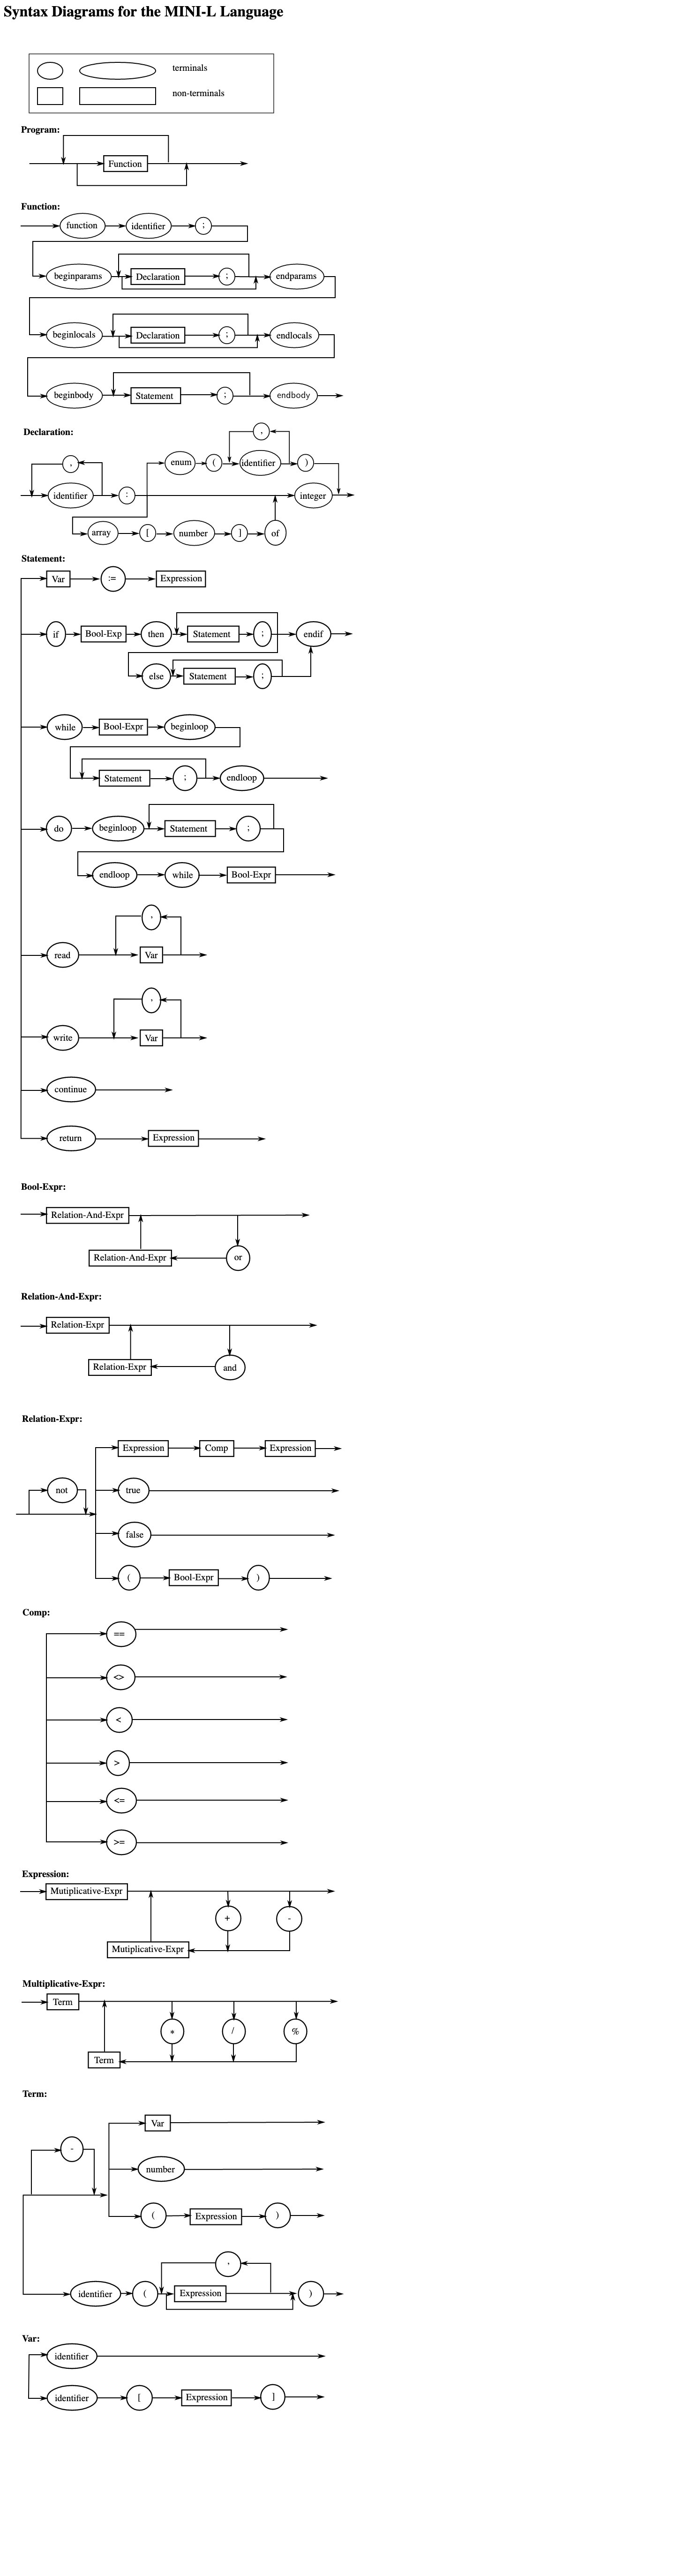 Syntax Diagrams for the MINI-L Language
terminals
non-terminals
Program:
Function
Function:
function identifier ;
beginparams Declaration ; endparams
beginlocals Declaration ; endlocals
beginbody Statement ; endbody
Declaration:
,
enum ( identifier )
,
identifier : integer
array [ number ] of
Statement:
Var := Expression
if Bool-Exp then Statement ; endif
else Statement ;
while Bool-Expr beginloop
Statement ; endloop
do beginloop Statement ;
endloop while Bool-Expr
,
read Var
,
write Var
continue
return Expression
Bool-Expr:
Relation-And-Expr
Relation-And-Expr or
Relation-And-Expr:
Relation-Expr
Relation-Expr and
Relation-Expr:
Expression Comp Expression
not true
false
( Bool-Expr )
Comp:
==
<>
<
>
<=
>=
Expression:
Mutiplicative-Expr
+ -
Mutiplicative-Expr
Multiplicative-Expr:
Term
* / %
Term
Term:
Var
-
number
( Expression )
,
identifier ( Expression )
Var:
identifier
identifier [ Expression ]